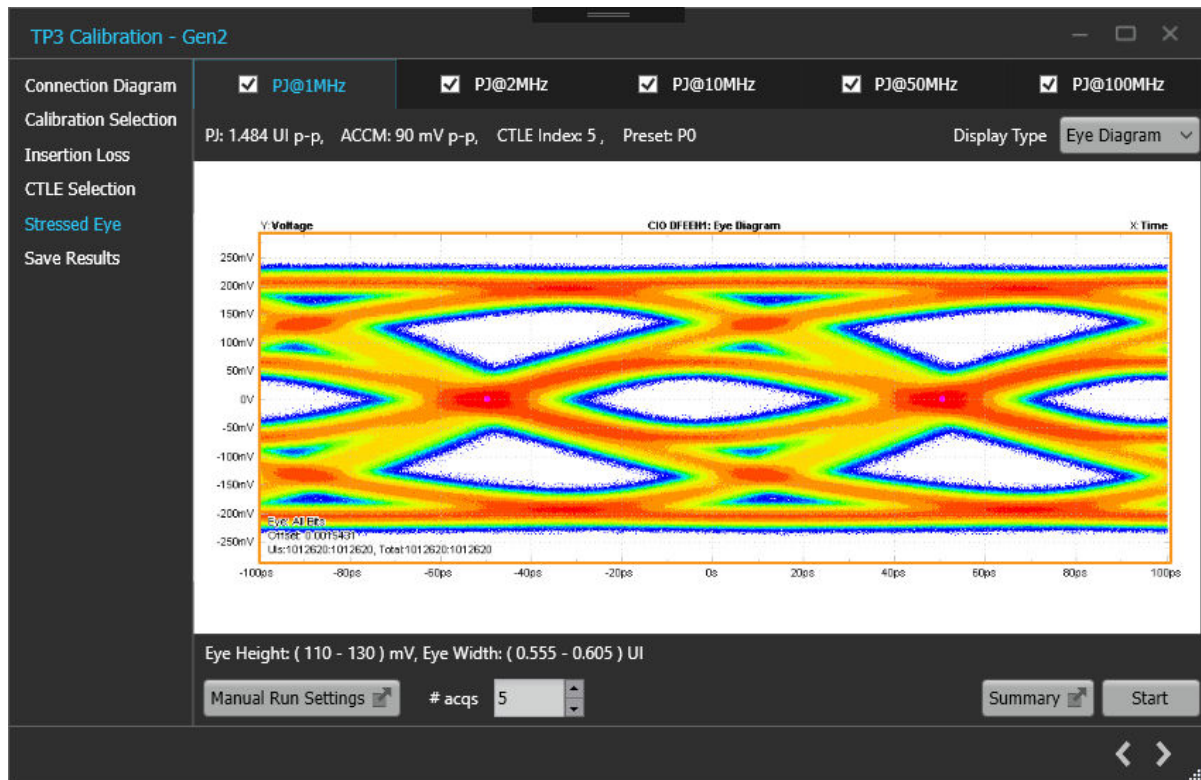 TP3 Calibration - Gen2
Connection Diagram
Calibration Selection
Insertion Loss
CTLE Selection
Stressed Eye
Save Results
PJ@1MHz PJ@2MHz PJ@10MHz PJ@50MHz PJ@100MHz
PJ: 1.484 UI p-p, ACCM: 90 mV p-p, CTLE Index: 5 , Preset: P0 Display Type Eye Diagram
Y:Voltage CIO DFEEH1: Eye Diagram X:Time
250mV
200mV
150mV
100mV
50mV
0V
-50mV
-100mV
-150mV
-200mV
-250mV
Eye: All Bits
Offset: 0.0015431
UIs:1012620:1012620, Total:1012620:1012620
-100ps -80ps -60ps -40ps -20ps 0s 20ps 40ps 60ps 80ps 100ps
Eye Height: ( 110 - 130 ) mV, Eye Width: ( 0.555 - 0.605 ) UI
Manual Run Settings # acqs 5 Summary Start